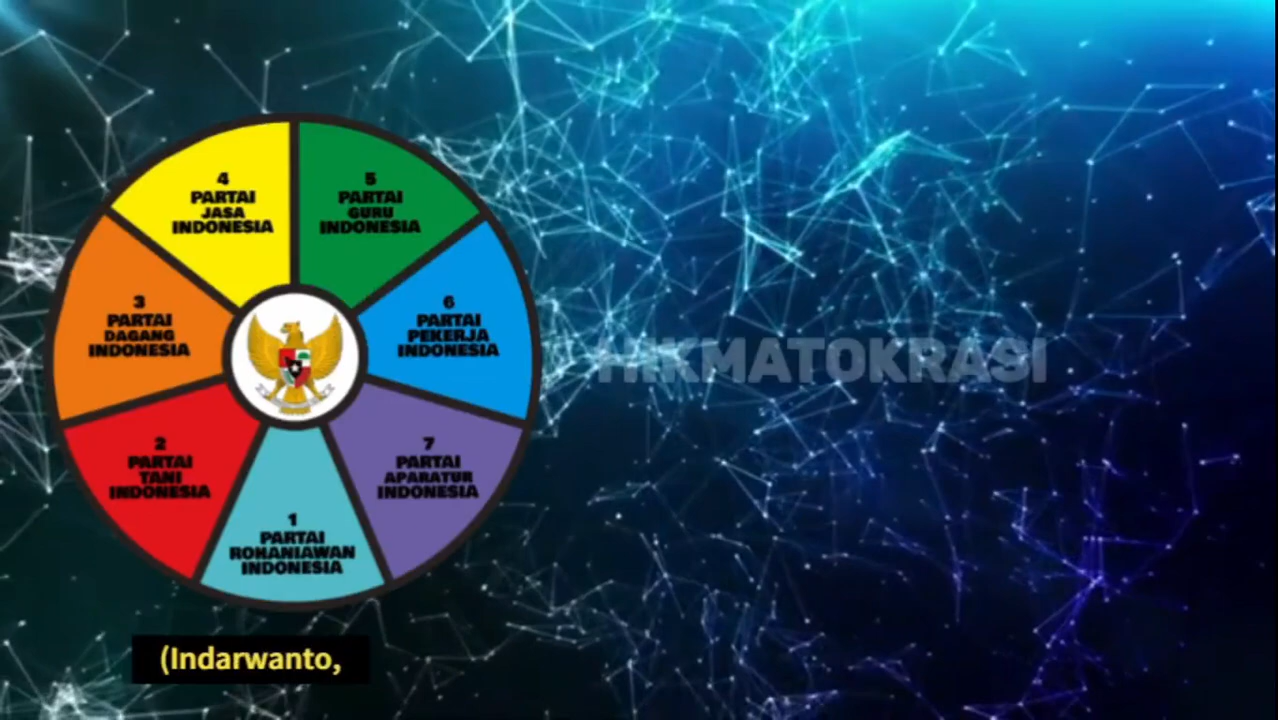 4
PARTAI
JASA
INDONESIA
5
PARTAI
GURU
INDONESIA
3
PARTAI
DAGANG
INDONESIA
6
PARTAI
PEKERJA
INDONESIA
HIKMATOKRASI
2
PARTAI
TANI
INDONESIA
7
PARTAI
APARATUR
INDONESIA
1
PARTAI
ROHANIAWAN
INDONESIA
(Indarwanto,